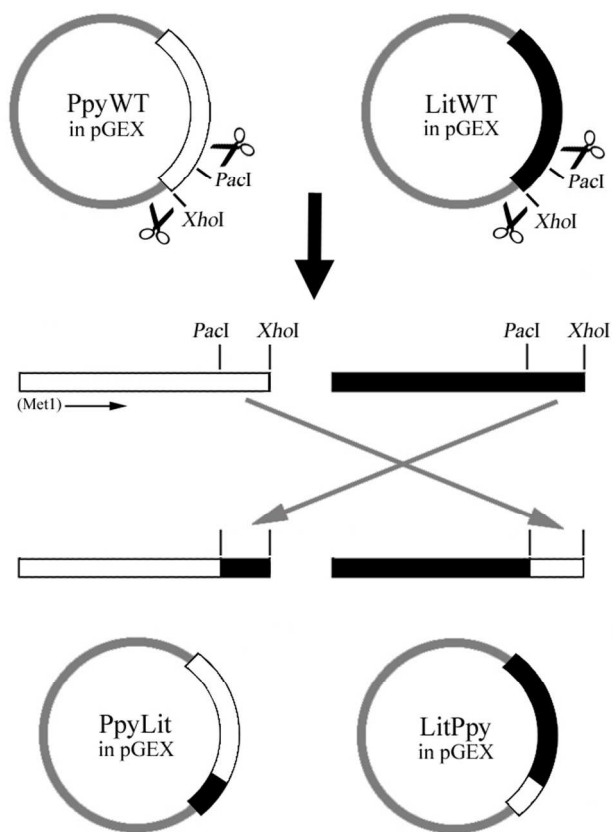 PpyWT
in pGEX
PacI
XhoI
LitWT
in pGEX
PacI
XhoI
PacI
XhoI
PacI
XhoI
(Met1)
PpyLit
in pGEX
LitPpy
in pGEX